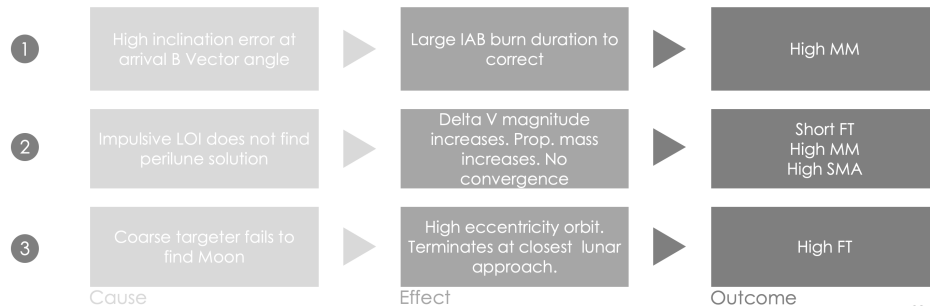 1
High inclination error at
arrival B Vector angle
Large IAB burn duration to
correct
High MM
2
Impulsive LOI does not find
perilune solution
Delta V magnitude
increases. Prop. mass
increases. No
convergence
Short FT
High MM
High SMA
3
Coarse targeter fails to
find Moon
High eccentricity orbit.
Terminates at closest lunar
approach.
High FT
Cause
Effect
Outcome